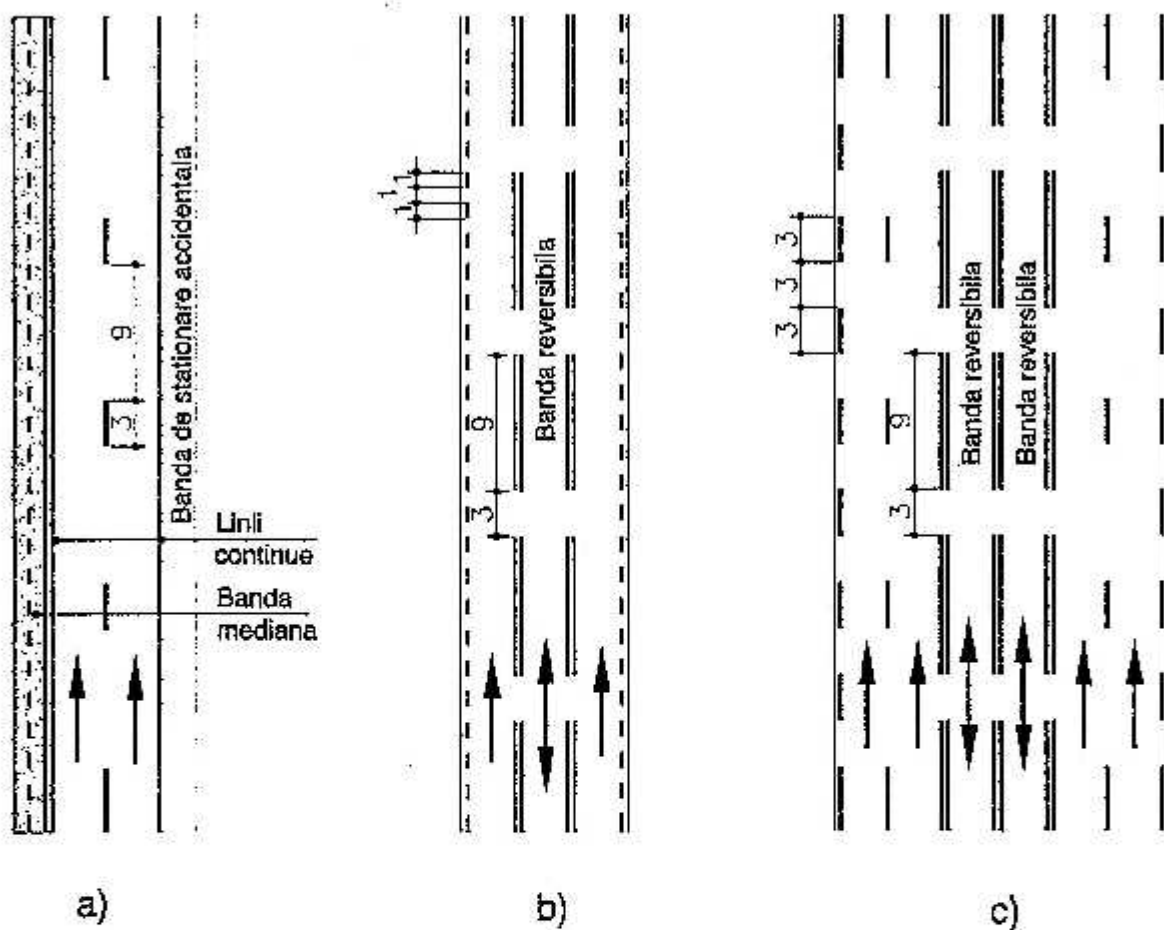 Banda de stationare accidentala
9
3
Linii
continue
Banda
mediana
a)
1
1
1
Banda reversibila
9
3
b)
3
3
3
Banda reversibila
Banda reversibila
9
3
c)